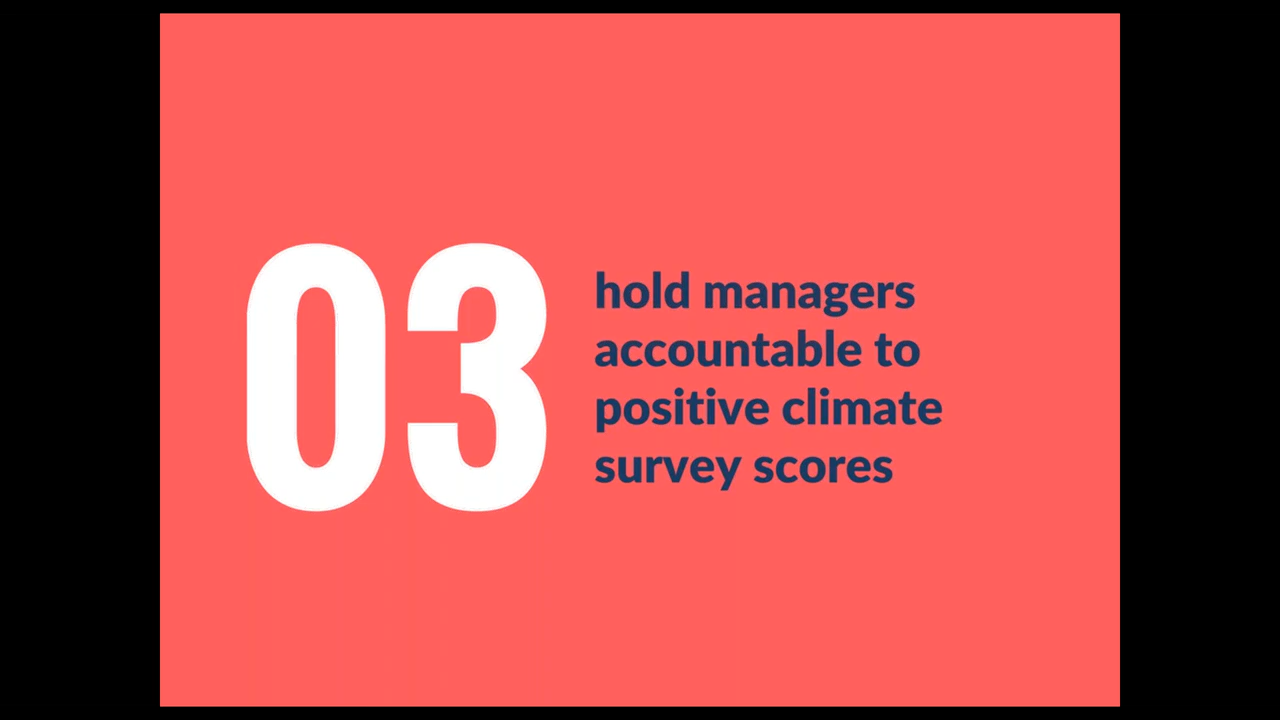 03
hold managers
accountable to
positive climate
survey scores